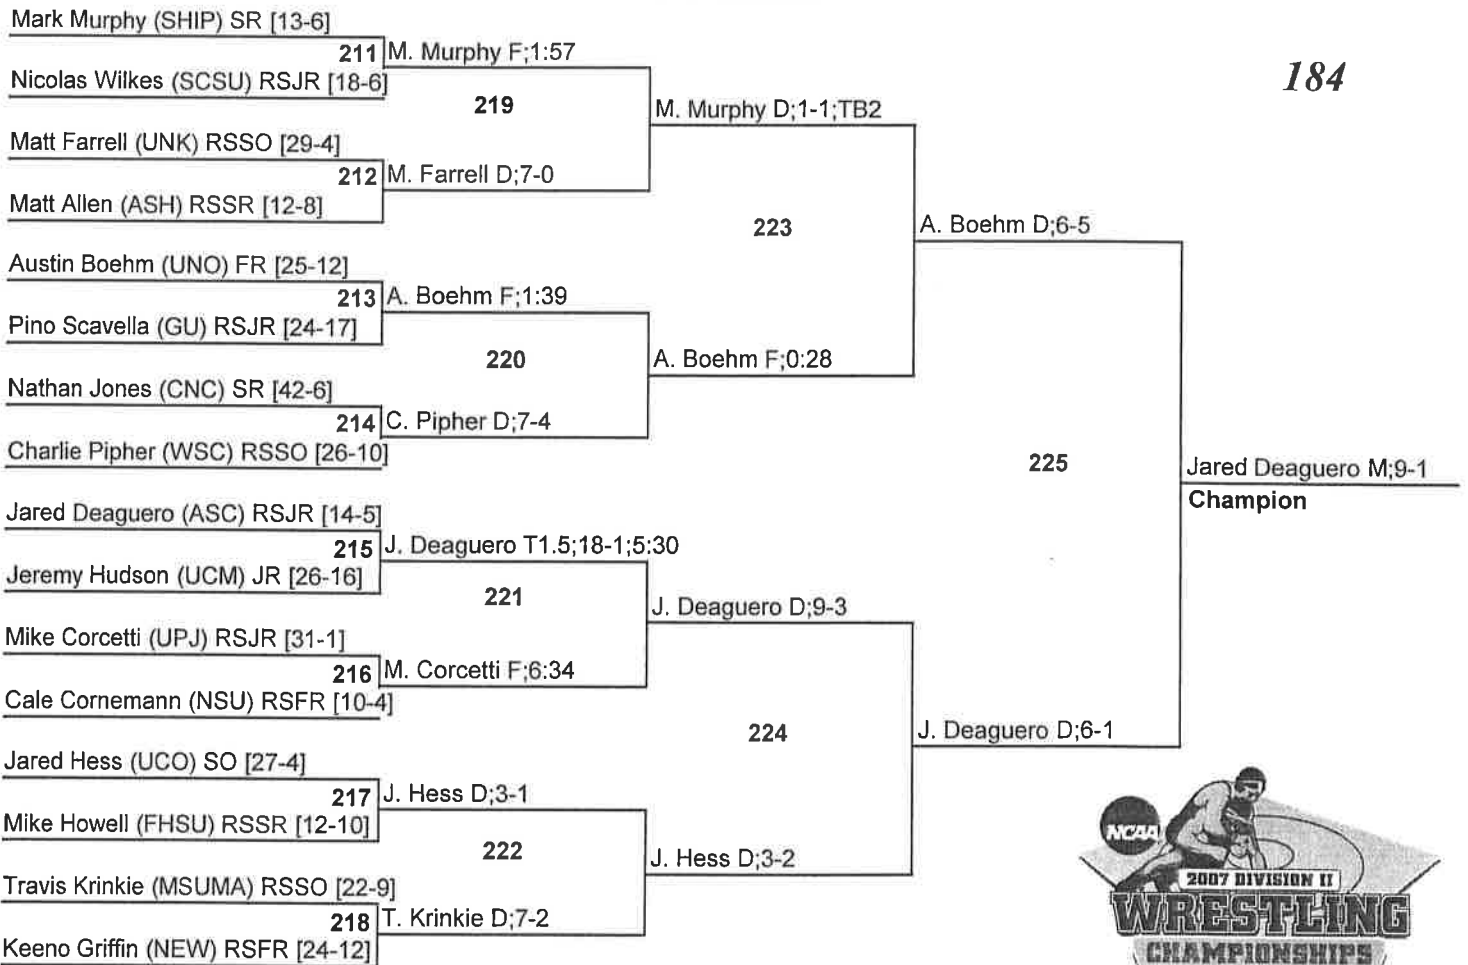 Mark Murphy (SHIP) SR [13-6]
211 M. Murphy F;1:57
Nicolas Wilkes (SCSU) RSJR [18-6]
184
219
M. Murphy D;1-1;TB2
Matt Farrell (UNK) RSSO [29-4]
212 M. Farrell D;7-0
Matt Allen (ASH) RSSR [12-8]
223
A. Boehm D;6-5
Austin Boehm (UNO) FR [25-12]
213 A. Boehm F;1:39
Pino Scavella (GU) RSJR [24-17]
220
A. Boehm F;0:28
Nathan Jones (CNC) SR [42-6]
214 C. Pipher D;7-4
Charlie Pipher (WSC) RSSO [26-10]
225
Jared Deaguero M;9-1
Champion
Jared Deaguero (ASC) RSJR [14-5]
215 J. Deaguero T1.5;18-1;5:30
Jeremy Hudson (UCM) JR [26-16]
221
J. Deaguero D;9-3
Mike Corcetti (UPJ) RSJR [31-1]
216 M. Corcetti F;6:34
Cale Cornemann (NSU) RSFR [10-4]
224
J. Deaguero D;6-1
Jared Hess (UCO) SO [27-4]
217 J. Hess D;3-1
Mike Howell (FHSU) RSSR [12-10]
222
J. Hess D;3-2
Travis Krinkie (MSUMA) RSSO [22-9]
218 T. Krinkie D;7-2
Keeno Griffin (NEW) RSFR [24-12]
NCAA
2007 DIVISION II
WRESTLING
CHAMPIONSHIPS